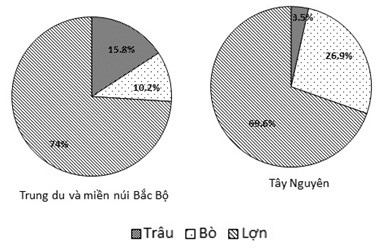 15.8%
10.2%
74%
Trung du và miền núi Bắc Bộ
3.5%
26.9%
69.6%
Tây Nguyên
Trâu Bò Lợn